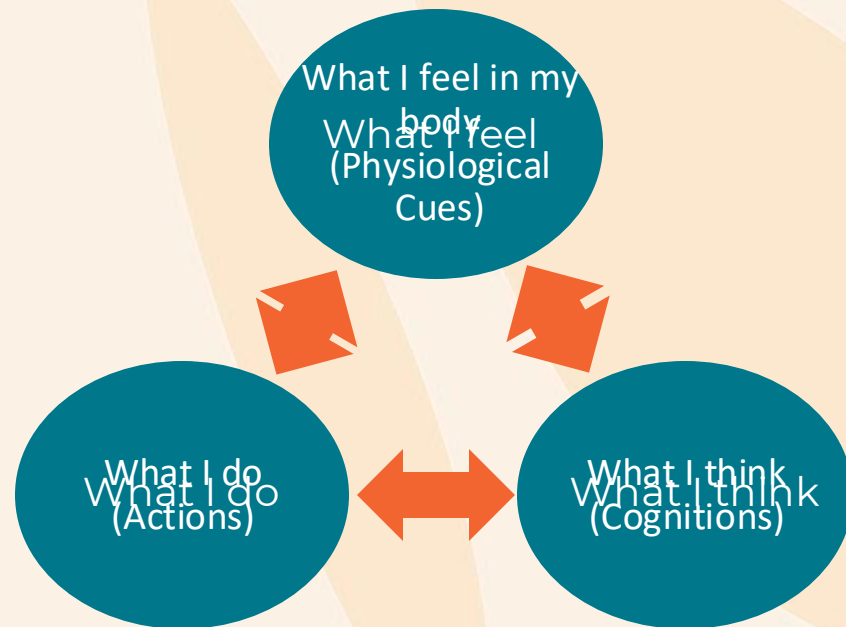 What I feel in my
body
(Physiological
Cues)
What I feel
What I do
(Actions)
What I do
What I think
(Cognitions)
What I think